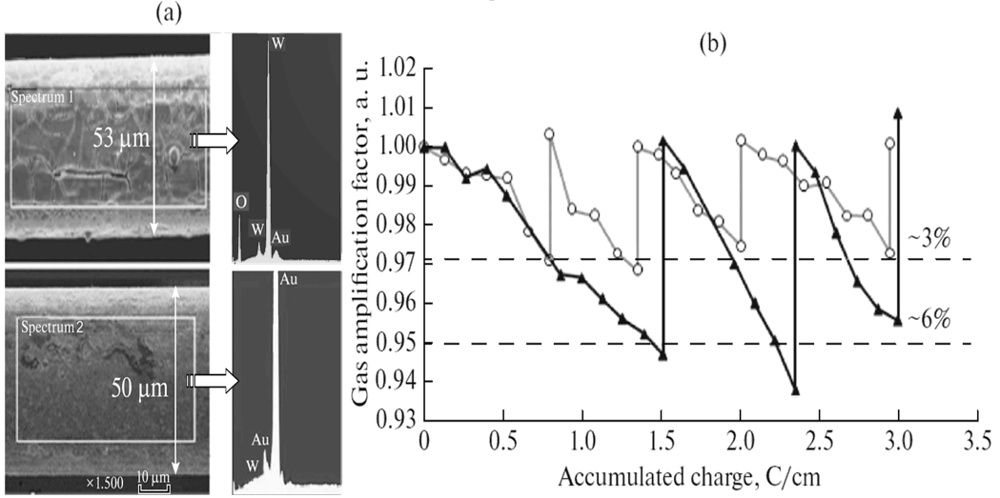 (a)
Spectrum 1
53 μm
W
O
W
Au
Spectrum 2
50 μm
×1.500
10 μm
Au
Au
W
(b)
Gas amplification factor, a. u.
1.02
1.01
1.00
0.99
0.98
0.97
0.96
0.95
0.94
0.93
~3%
~6%
0
0.5
1.0
1.5
2.0
2.5
3.0
3.5
Accumulated charge, C/cm